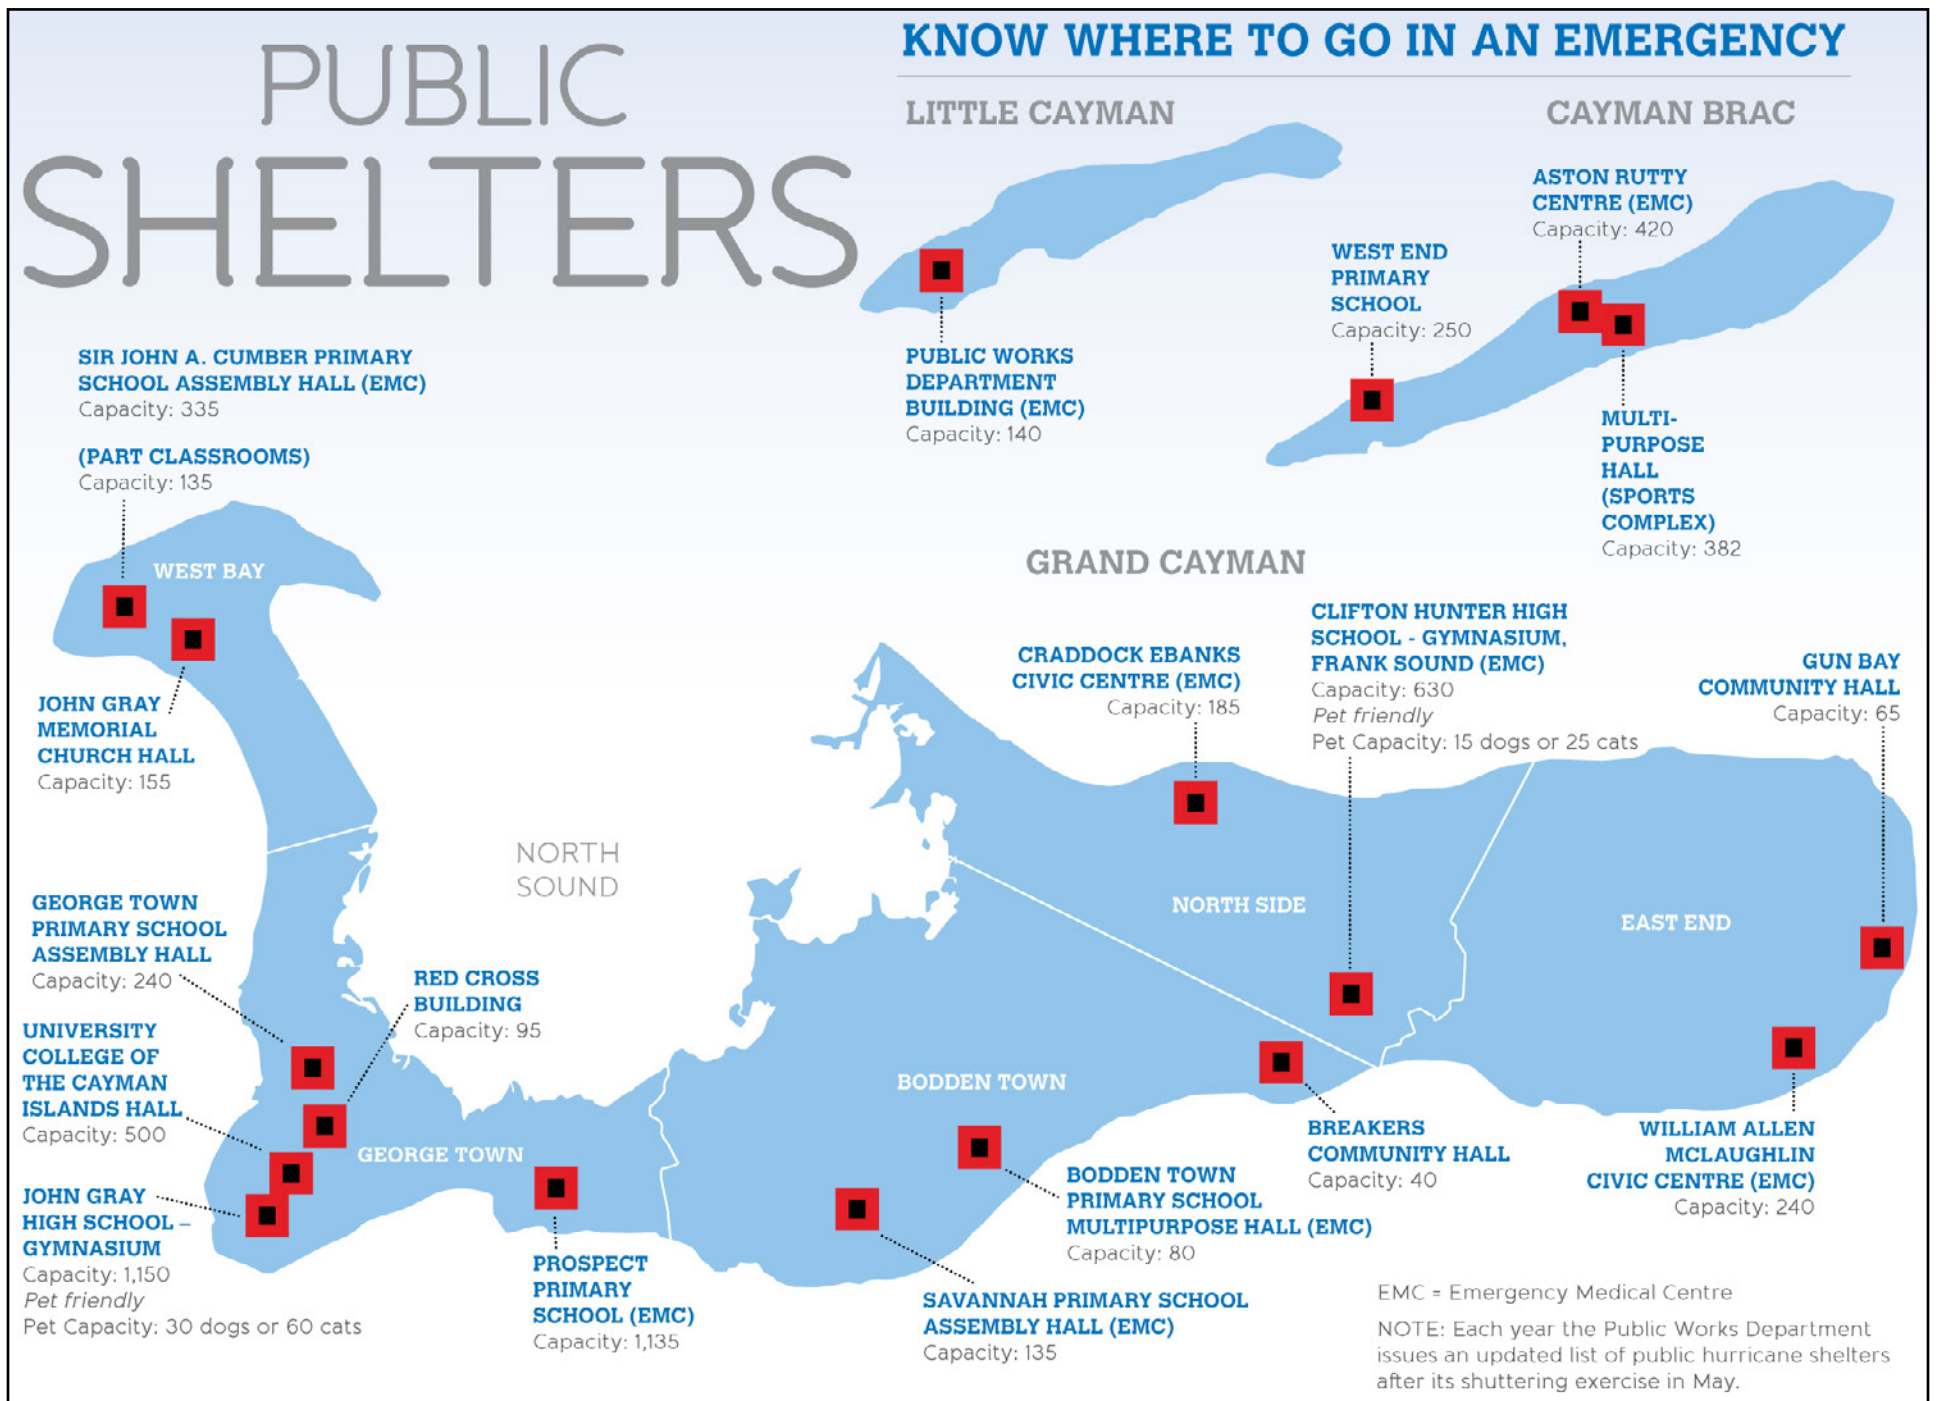 PUBLIC
SHELTERS
KNOW WHERE TO GO IN AN EMERGENCY
LITTLE CAYMAN
PUBLIC WORKS
DEPARTMENT
BUILDING (EMC)
Capacity: 140
CAYMAN BRAC
ASTON RUTTY
CENTRE (EMC)
Capacity: 420
WEST END
PRIMARY
SCHOOL
Capacity: 250
MULTI-
PURPOSE
HALL
(SPORTS
COMPLEX)
Capacity: 382
SIR JOHN A. CUMBER PRIMARY
SCHOOL ASSEMBLY HALL (EMC)
Capacity: 335
(PART CLASSROOMS)
Capacity: 135
WEST BAY
JOHN GRAY
MEMORIAL
CHURCH HALL
Capacity: 155
GRAND CAYMAN
NORTH
SOUND
CRADDOCK EBANKS
CIVIC CENTRE (EMC)
Capacity: 185
CLIFTON HUNTER HIGH
SCHOOL - GYMNASIUM,
FRANK SOUND (EMC)
Capacity: 630
Pet friendly
Pet Capacity: 15 dogs or 25 cats
GUN BAY
COMMUNITY HALL
Capacity: 65
NORTH SIDE
EAST END
GEORGE TOWN
PRIMARY SCHOOL
ASSEMBLY HALL
Capacity: 240
RED CROSS
BUILDING
Capacity: 95
UNIVERSITY
COLLEGE OF
THE CAYMAN
ISLANDS HALL
Capacity: 500
GEORGE TOWN
BODDEN TOWN
JOHN GRAY
HIGH SCHOOL –
GYMNASIUM
Capacity: 1,150
Pet friendly
Pet Capacity: 30 dogs or 60 cats
PROSPECT
PRIMARY
SCHOOL (EMC)
Capacity: 1,135
SAVANNAH PRIMARY SCHOOL
ASSEMBLY HALL (EMC)
Capacity: 135
BODDEN TOWN
PRIMARY SCHOOL
MULTIPURPOSE HALL (EMC)
Capacity: 80
BREAKERS
COMMUNITY HALL
Capacity: 40
WILLIAM ALLEN
MCLAUGHLIN
CIVIC CENTRE (EMC)
Capacity: 240
EMC = Emergency Medical Centre
NOTE: Each year the Public Works Department
issues an updated list of public hurricane shelters
after its shuttering exercise in May.